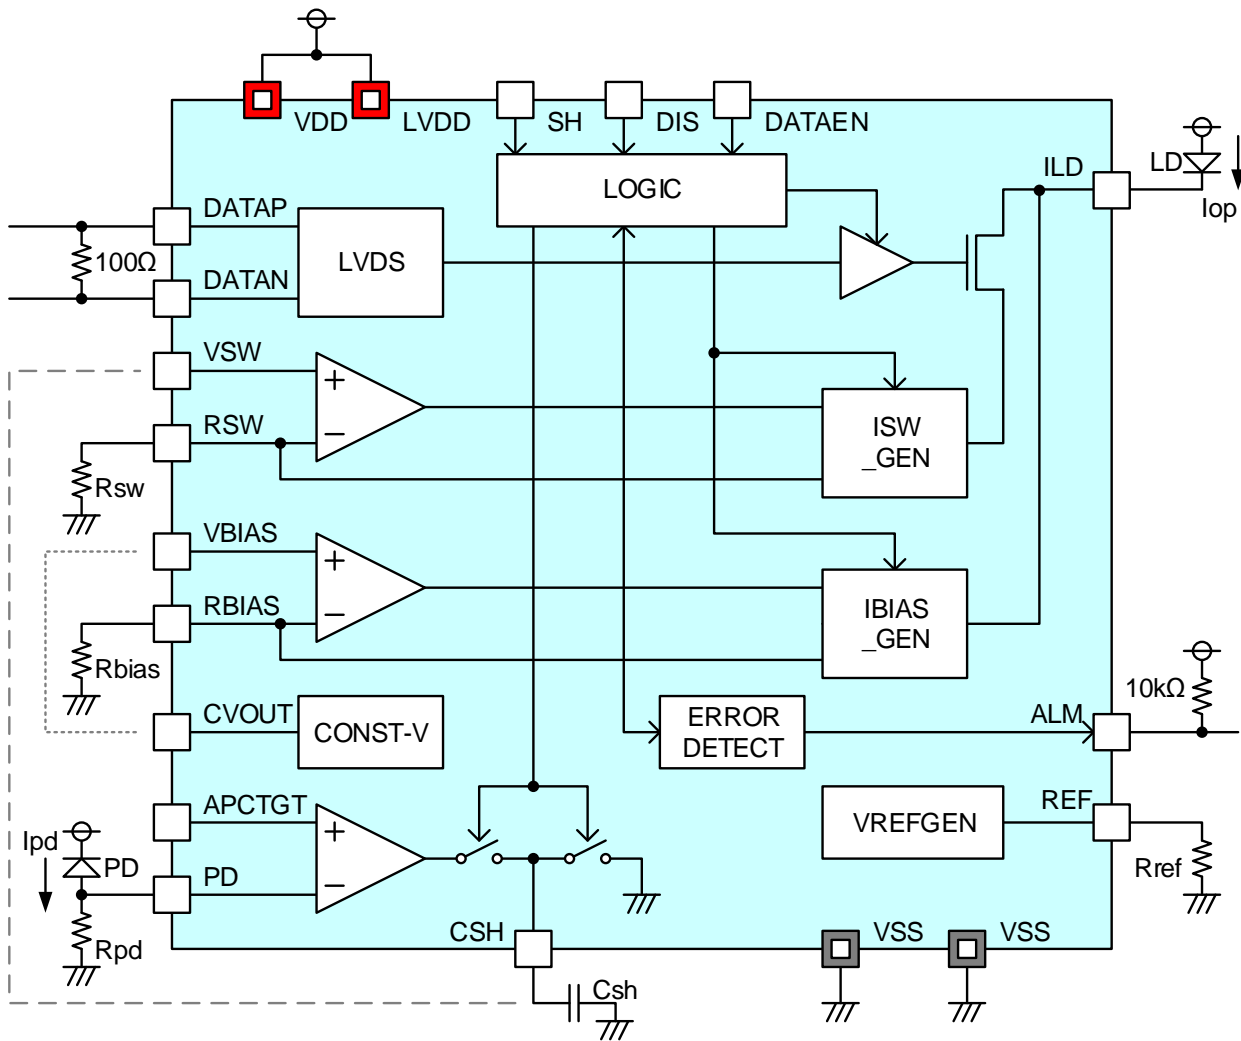 VDD
LVDD
SH
DIS
DATAEN
LD
ILD
Iop
LOGIC
DATAP
100Ω
LVDS
DATAN
VSW
+
RSW
−
ISW
_GEN
Rsw
VBIAS
+
RBIAS
−
IBIAS
_GEN
Rbias
10kΩ
CVOUT
CONST-V
ERROR
DETECT
ALM
APCTGT
+
VREFGEN
REF
Ipd
PD
PD
−
Rref
Rpd
CSH
VSS
VSS
Csh